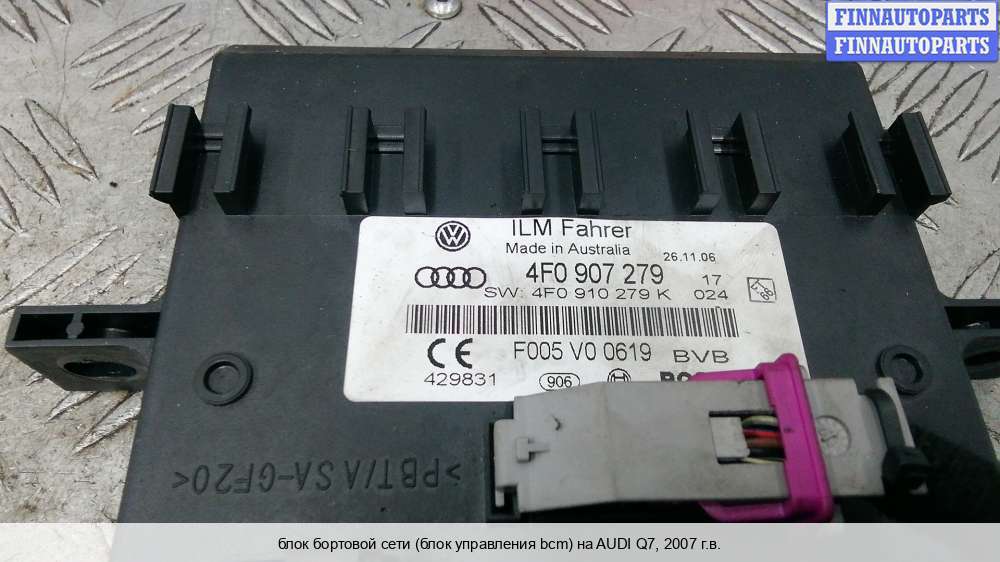 FINNAUTOPARTS
FINNAUTOPARTS
ILM Fahrer
Made in Australia
26.11.06
4F0 907 279
17
SW: 4F0 910 279 K 024
F005 V0 0619 BVB
CE
429831
906
>PBT/ASA-GF20<
блок бортовой сети (блок управления bcm) на AUDI Q7, 2007 г.в.